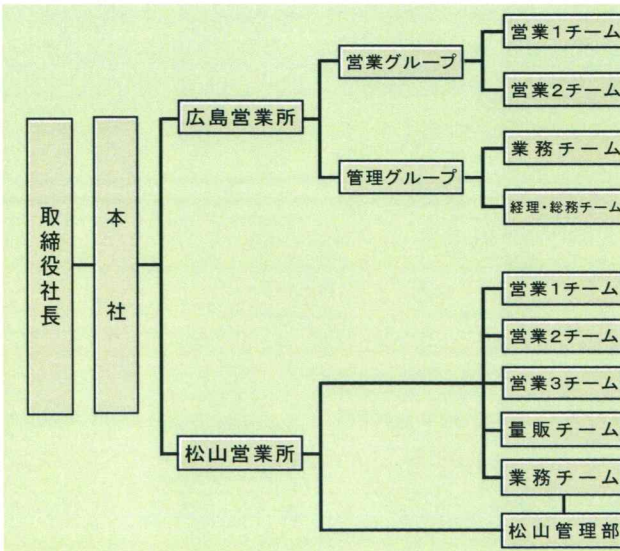 取締役社長
本社
広島営業所
営業グループ
営業1チーム
営業2チーム
管理グループ
業務チーム
経理・総務チーム
松山営業所
営業1チーム
営業2チーム
営業3チーム
量販チーム
業務チーム
松山管理部